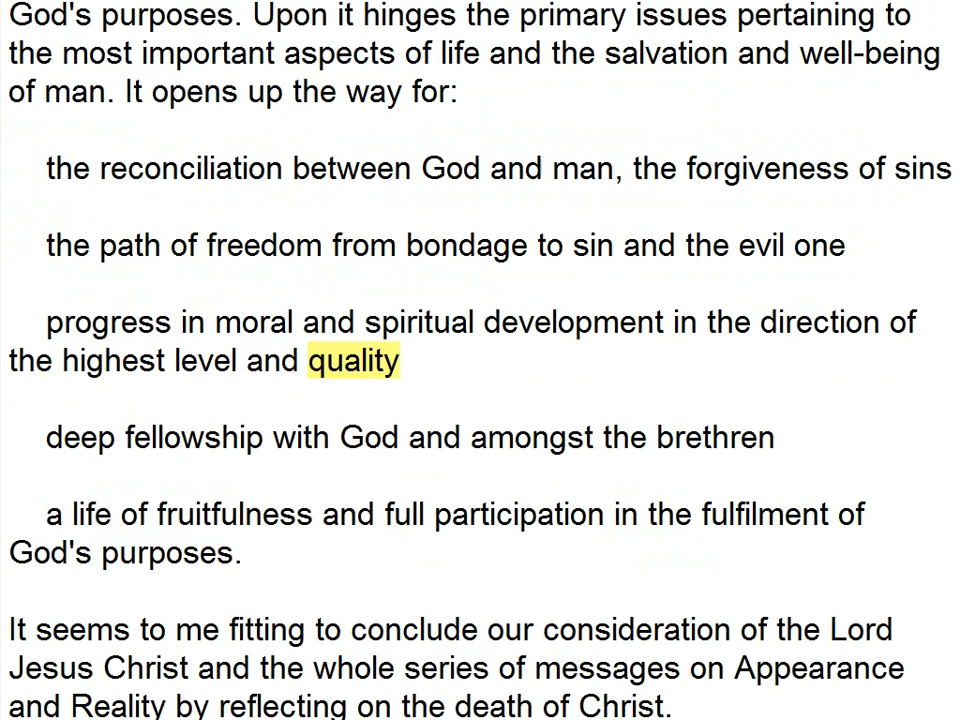 God's purposes. Upon it hinges the primary issues pertaining to
the most important aspects of life and the salvation and well-being
of man. It opens up the way for:
the reconciliation between God and man, the forgiveness of sins
the path of freedom from bondage to sin and the evil one
progress in moral and spiritual development in the direction of
the highest level and quality
deep fellowship with God and amongst the brethren
a life of fruitfulness and full participation in the fulfilment of
God's purposes.
It seems to me fitting to conclude our consideration of the Lord
Jesus Christ and the whole series of messages on Appearance
and Reality by reflecting on the death of Christ.